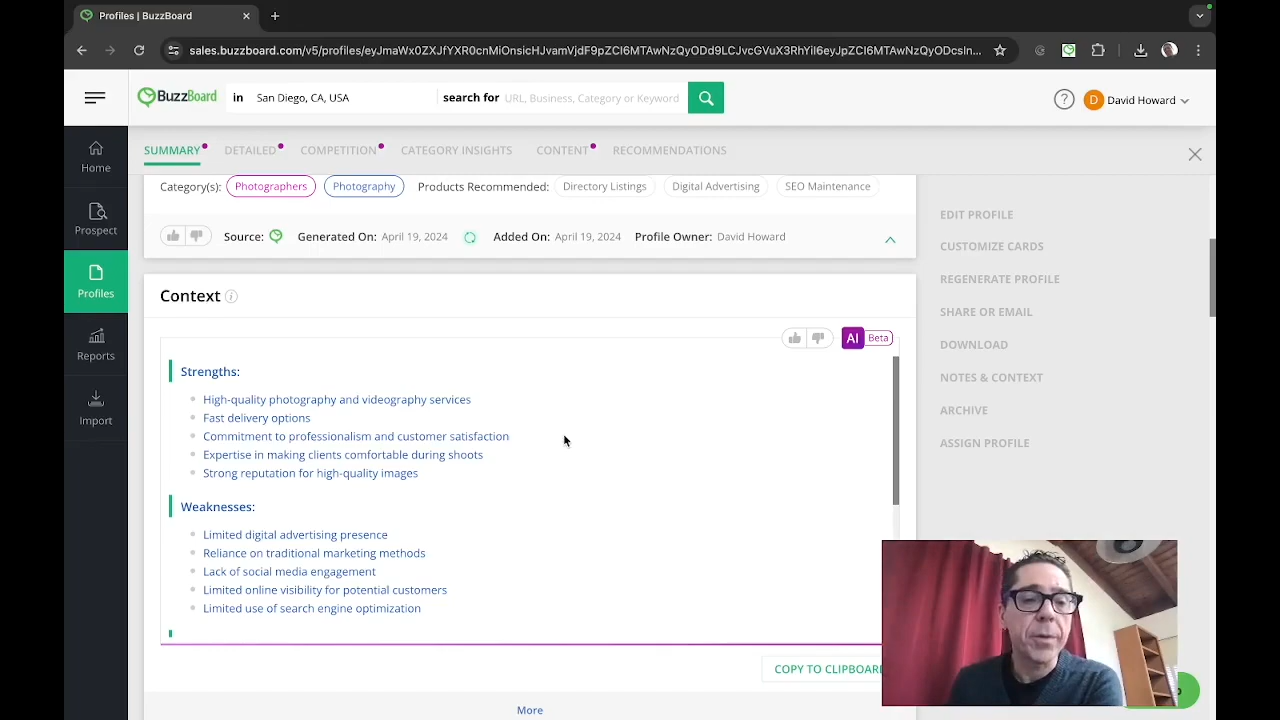 Profiles | BuzzBoard
sales.buzzboard.com/v5/profiles/eyJmaWx0ZXJfYXR0cnMiOnsicHJvamVjdF9pZCI6MTAwNzQyODd9LCJvcGVuX3RhYiI6eyJpZCI6MTAwNzQyODcsIn...
BuzzBoard in San Diego, CA, USA search for URL, Business, Category or Keyword ? D David Howard
SUMMARY DETAILED COMPETITION CATEGORY INSIGHTS CONTENT RECOMMENDATIONS
Home
Prospect
Profiles
Reports
Import
Category(s): Photographers Photography Products Recommended: Directory Listings Digital Advertising SEO Maintenance
Source: Generated On: April 19, 2024 Added On: April 19, 2024 Profile Owner: David Howard
Context
AI Beta
Strengths:
High-quality photography and videography services
Fast delivery options
Commitment to professionalism and customer satisfaction
Expertise in making clients comfortable during shoots
Strong reputation for high-quality images
Weaknesses:
Limited digital advertising presence
Reliance on traditional marketing methods
Lack of social media engagement
Limited online visibility for potential customers
Limited use of search engine optimization
COPY TO CLIPBOARD
More
EDIT PROFILE
CUSTOMIZE CARDS
REGENERATE PROFILE
SHARE OR EMAIL
DOWNLOAD
NOTES & CONTEXT
ARCHIVE
ASSIGN PROFILE